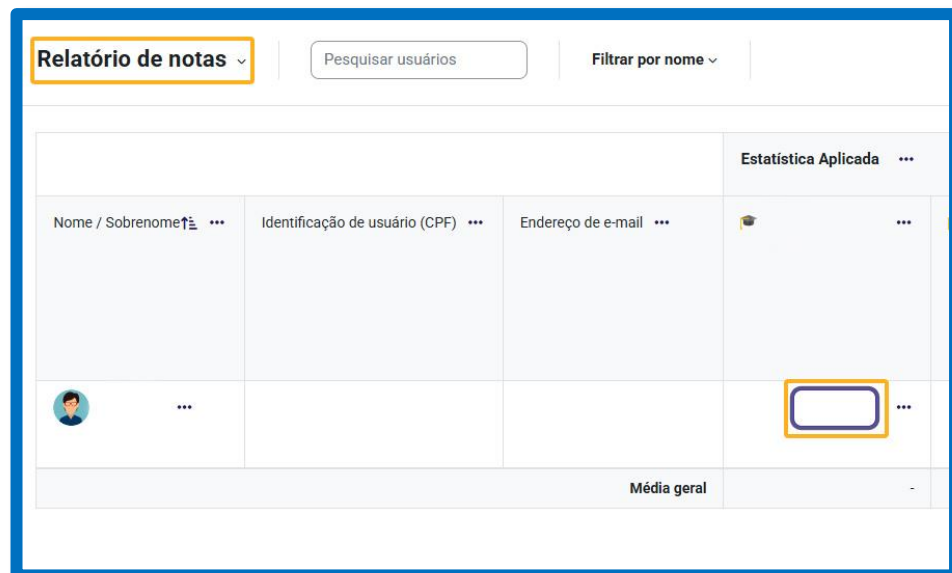 Relatório de notas
Pesquisar usuários
Filtrar por nome
Estatística Aplicada
Nome / Sobrenome
Identificação de usuário (CPF)
Endereço de e-mail
Média geral
-